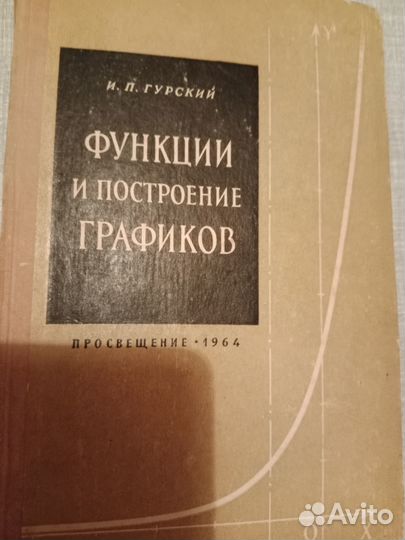 И. П. ГУРСКИЙ
ФУНКЦИИ
И ПОСТРОЕНИЕ
ГРАФИКОВ
ПРОСВЕЩЕНИЕ • 1964
У
О
Х
Avito